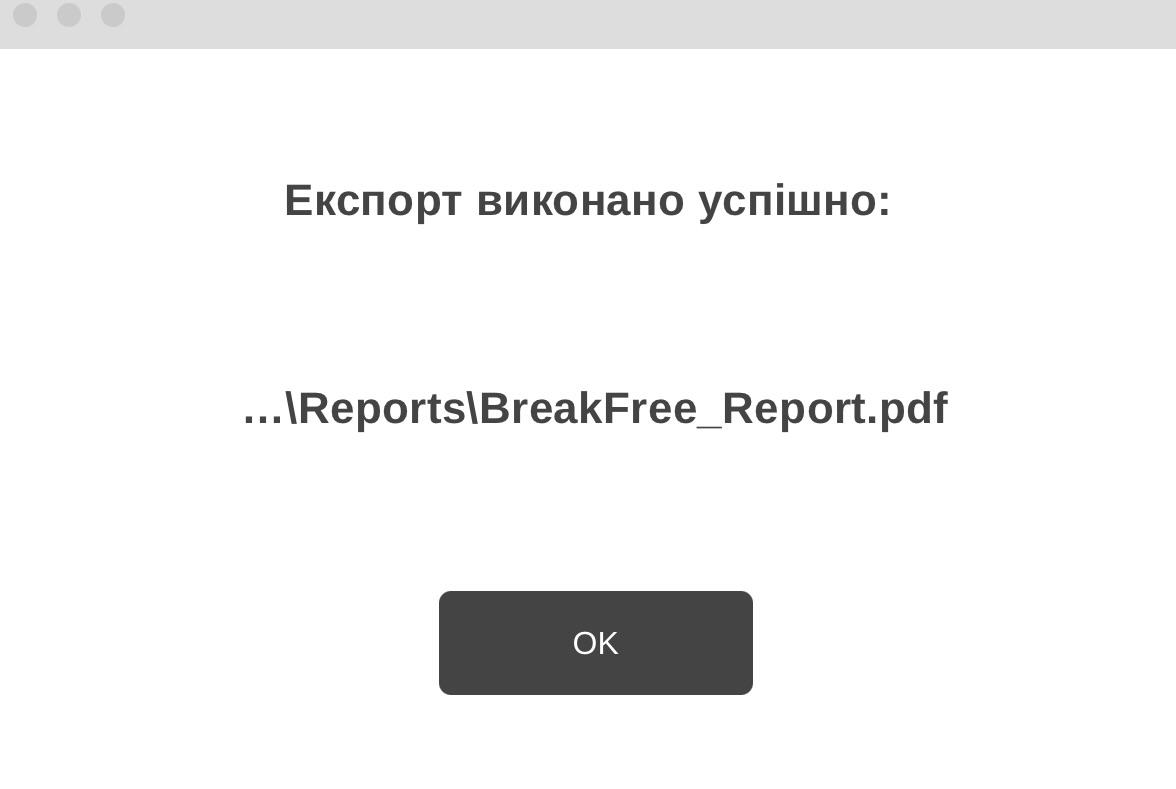 Експорт виконано успішно:
…\Reports\BreakFree_Report.pdf
OK